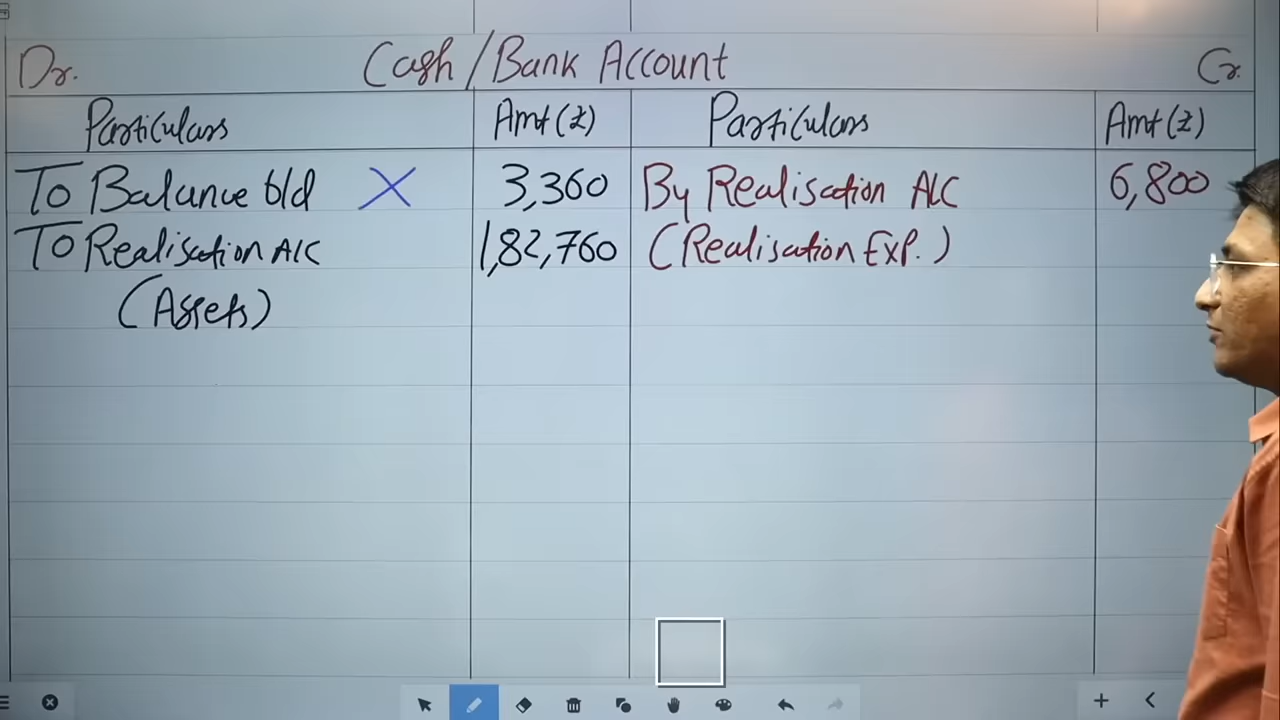 Dr. Cash/Bank Account Cr.
Particulars Amt(₹) Particulars Amt(₹)
To Balance b/d X 3,360 By Realisation A/C 6,800
To Realisation A/C 1,82,760 (Realisation Exp.)
(Assets)